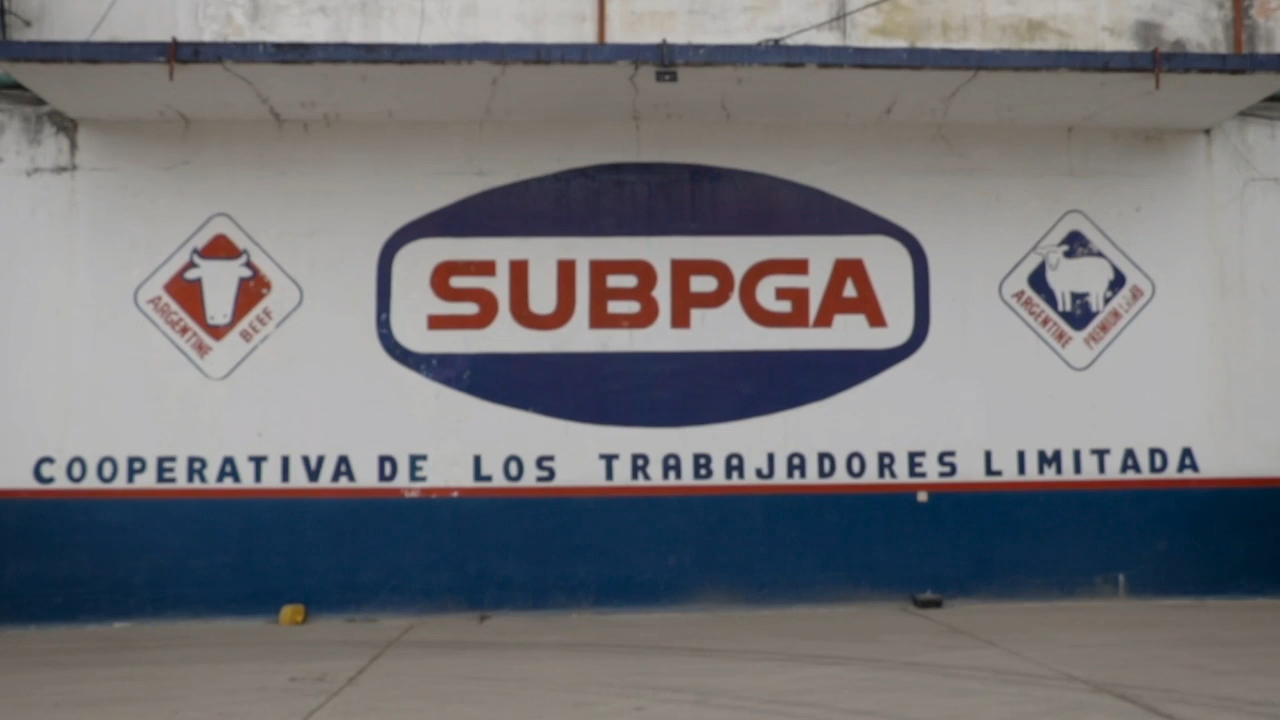 SUBPGA
ARGENTINE BEEF
ARGENTINE PREMIUM LAMB
COOPERATIVA DE LOS TRABAJADORES LIMITADA